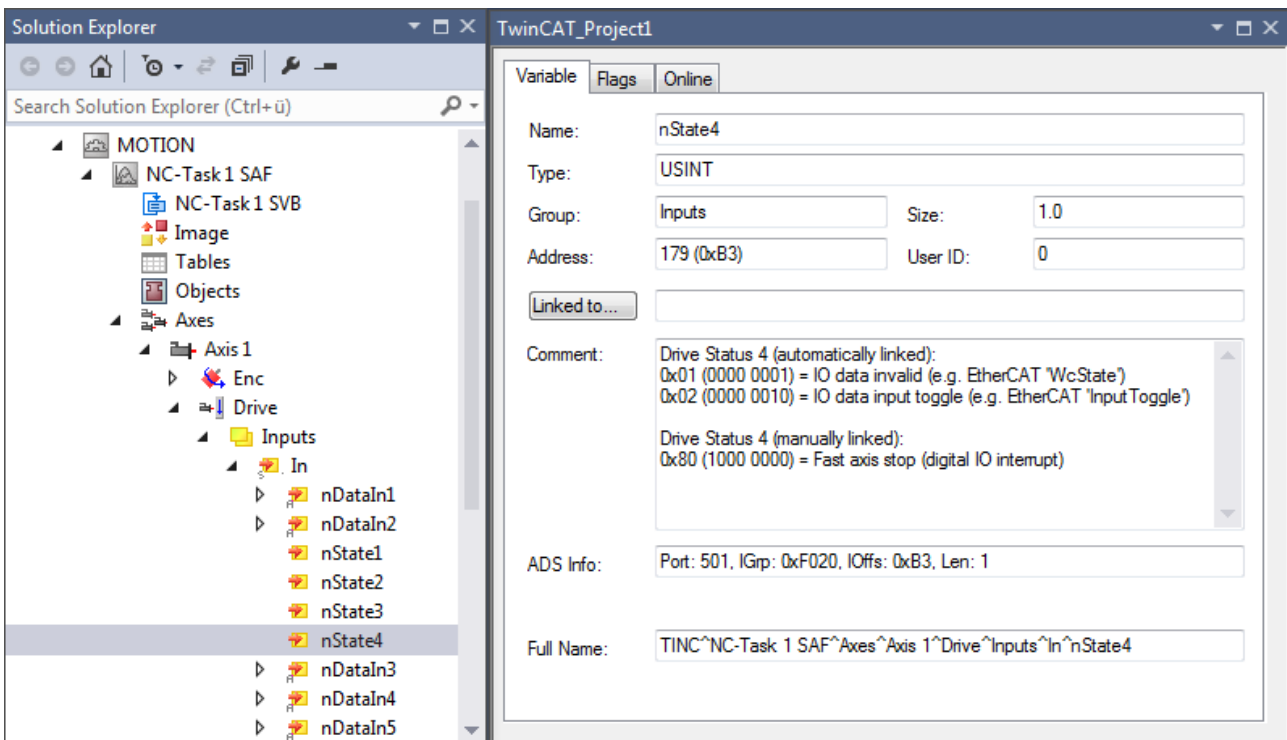 Solution Explorer
Search Solution Explorer (Ctrl+ü)
MOTION
NC-Task 1 SAF
NC-Task 1 SVB
Image
Tables
Objects
Axes
Axis 1
Enc
Drive
Inputs
In
nDataIn1
nDataIn2
nState1
nState2
nState3
nState4
nDataIn3
nDataIn4
nDataIn5
TwinCAT_Project1
Variable Flags Online
Name: nState4
Type: USINT
Group: Inputs Size: 1.0
Address: 179 (0xB3) User ID: 0
Linked to...
Comment: Drive Status 4 (automatically linked):
0x01 (0000 0001) = IO data invalid (e.g. EtherCAT 'WcState')
0x02 (0000 0010) = IO data input toggle (e.g. EtherCAT 'InputToggle')
Drive Status 4 (manually linked):
0x80 (1000 0000) = Fast axis stop (digital IO interrupt)
ADS Info: Port: 501, IGrp: 0xF020, IOffs: 0xB3, Len: 1
Full Name: TINC^NC-Task 1 SAF^Axes^Axis 1^Drive^Inputs^In^nState4